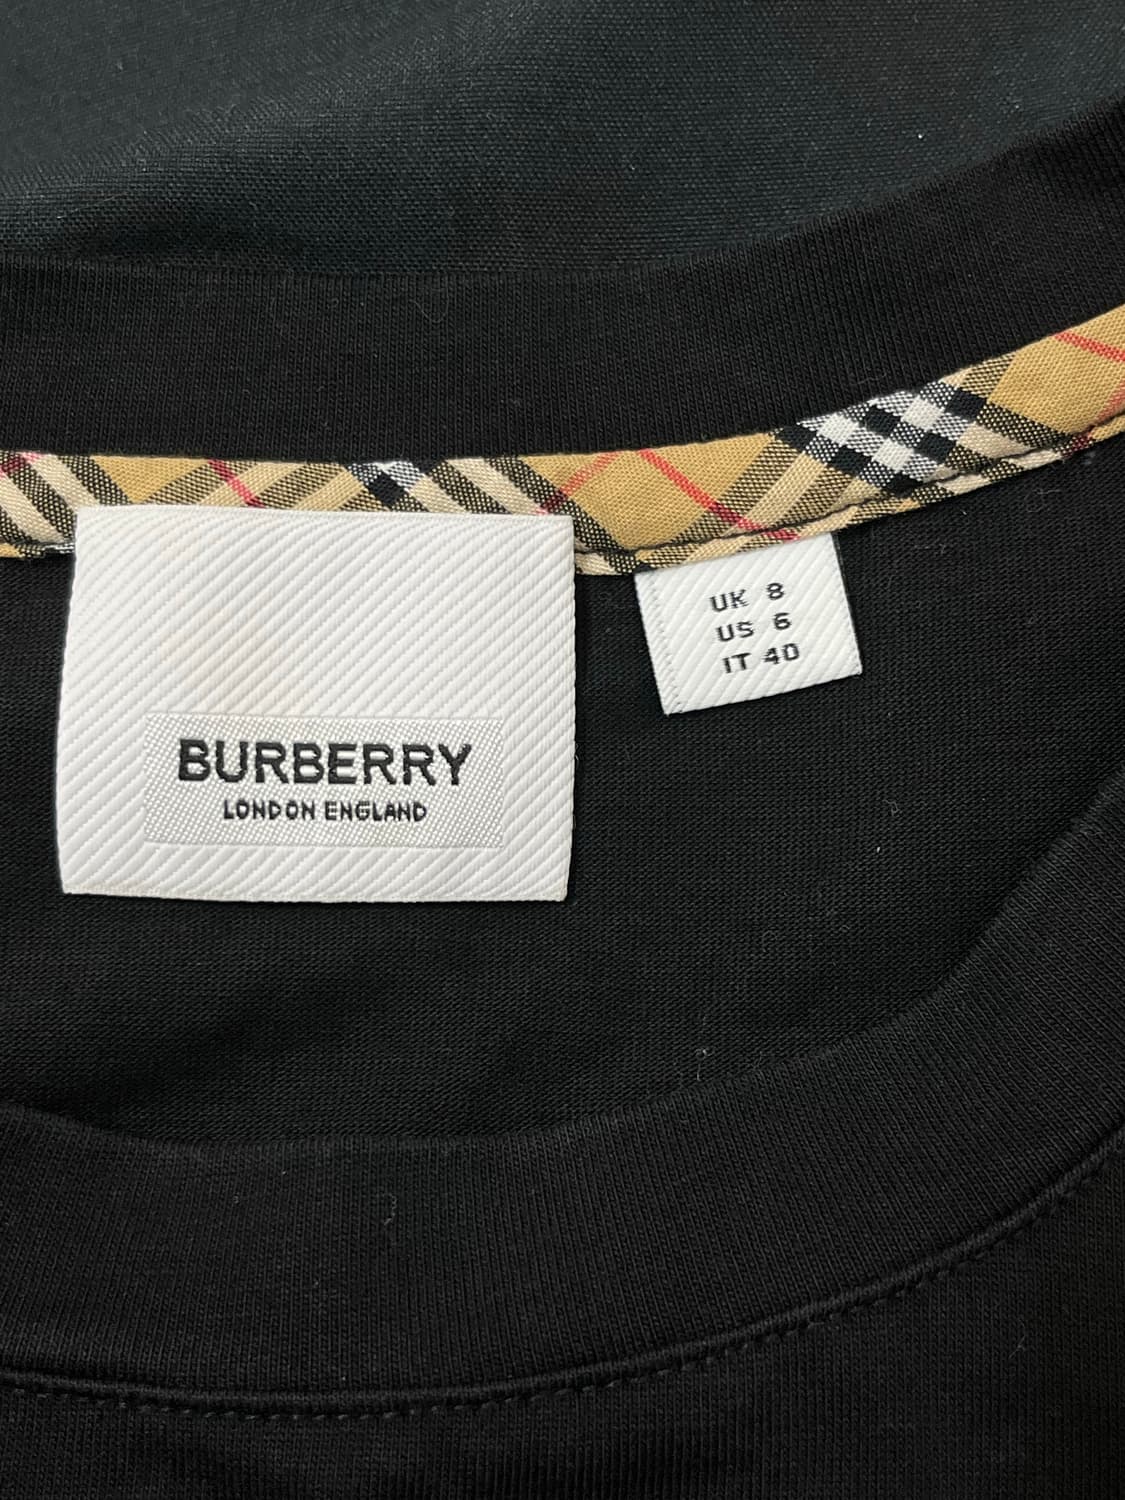 BURBERRY
LONDON ENGLAND
UK 8
US 6
IT 40